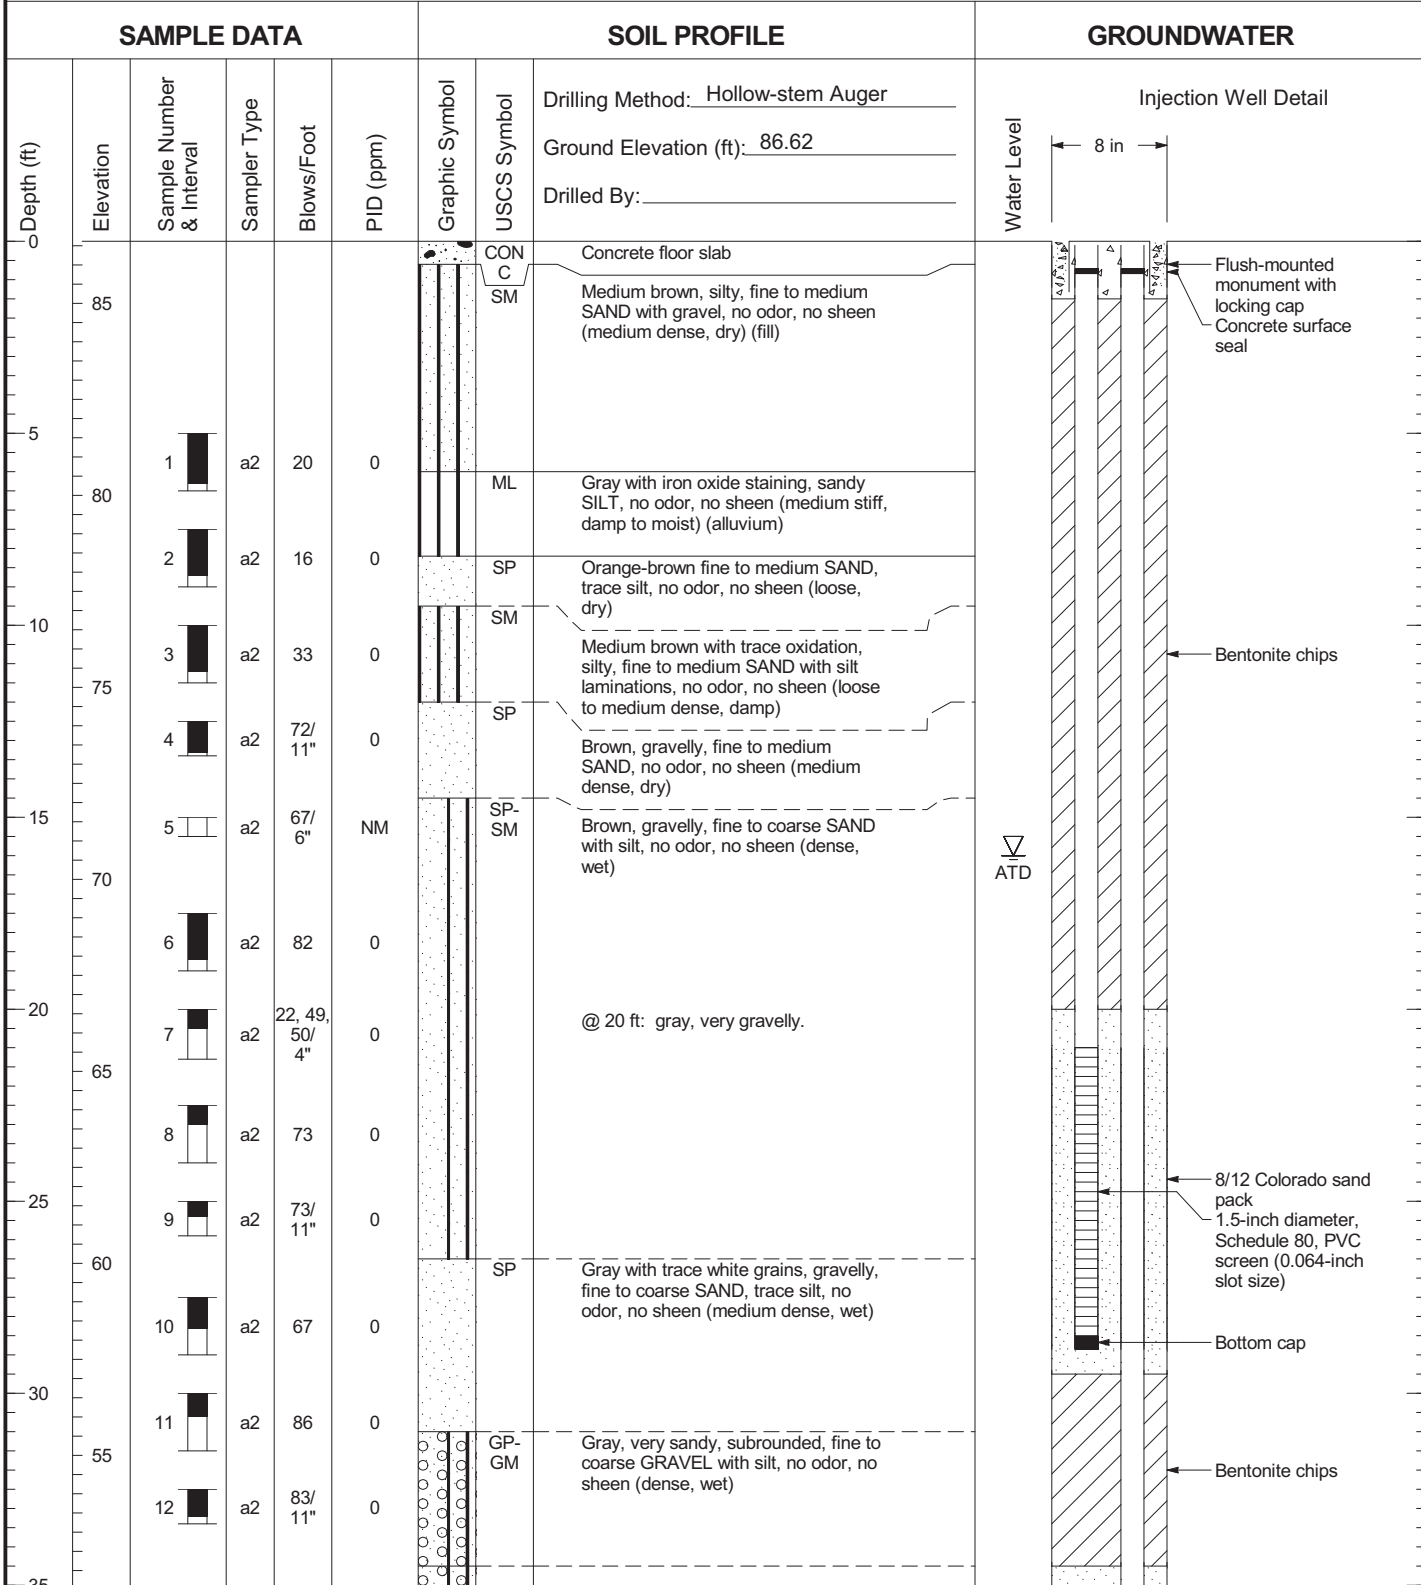 SAMPLE DATA
SOIL PROFILE
GROUNDWATER
Depth (ft)
Elevation
Sample Number
& Interval
Sampler Type
Blows/Foot
PID (ppm)
Graphic Symbol
USCS Symbol
Drilling Method: Hollow-stem Auger
Ground Elevation (ft): 86.62
Drilled By:
Water Level
Injection Well Detail
8 in
0
CON
C
Concrete floor slab
Flush-mounted
monument with
locking cap
Concrete surface
seal
85
SM
Medium brown, silty, fine to medium
SAND with gravel, no odor, no sheen
(medium dense, dry) (fill)
5
1 a2 20 0
80
ML
Gray with iron oxide staining, sandy
SILT, no odor, no sheen (medium stiff,
damp to moist) (alluvium)
2 a2 16 0
SP
Orange-brown fine to medium SAND,
trace silt, no odor, no sheen (loose,
dry)
10
SM
Medium brown with trace oxidation,
silty, fine to medium SAND with silt
laminations, no odor, no sheen (loose
to medium dense, damp)
3 a2 33 0
Bentonite chips
75
SP
Brown, gravelly, fine to medium
SAND, no odor, no sheen (medium
dense, dry)
4 a2 72/
11" 0
15
SP-
SM
Brown, gravelly, fine to coarse SAND
with silt, no odor, no sheen (dense,
wet)
5 a2 67/
6" NM
ATD
70
6 a2 82 0
20
@ 20 ft: gray, very gravelly.
7 a2 22, 49,
50/
4" 0
65
8 a2 73 0
25
8/12 Colorado sand
pack
1.5-inch diameter,
Schedule 80, PVC
screen (0.064-inch
slot size)
9 a2 73/
11" 0
60
SP
Gray with trace white grains, gravelly,
fine to coarse SAND, trace silt, no
odor, no sheen (medium dense, wet)
10 a2 67 0
Bottom cap
30
11 a2 86 0
55
GP-
GM
Gray, very sandy, subrounded, fine to
coarse GRAVEL with silt, no odor, no
sheen (dense, wet)
Bentonite chips
12 a2 83/
11" 0
35